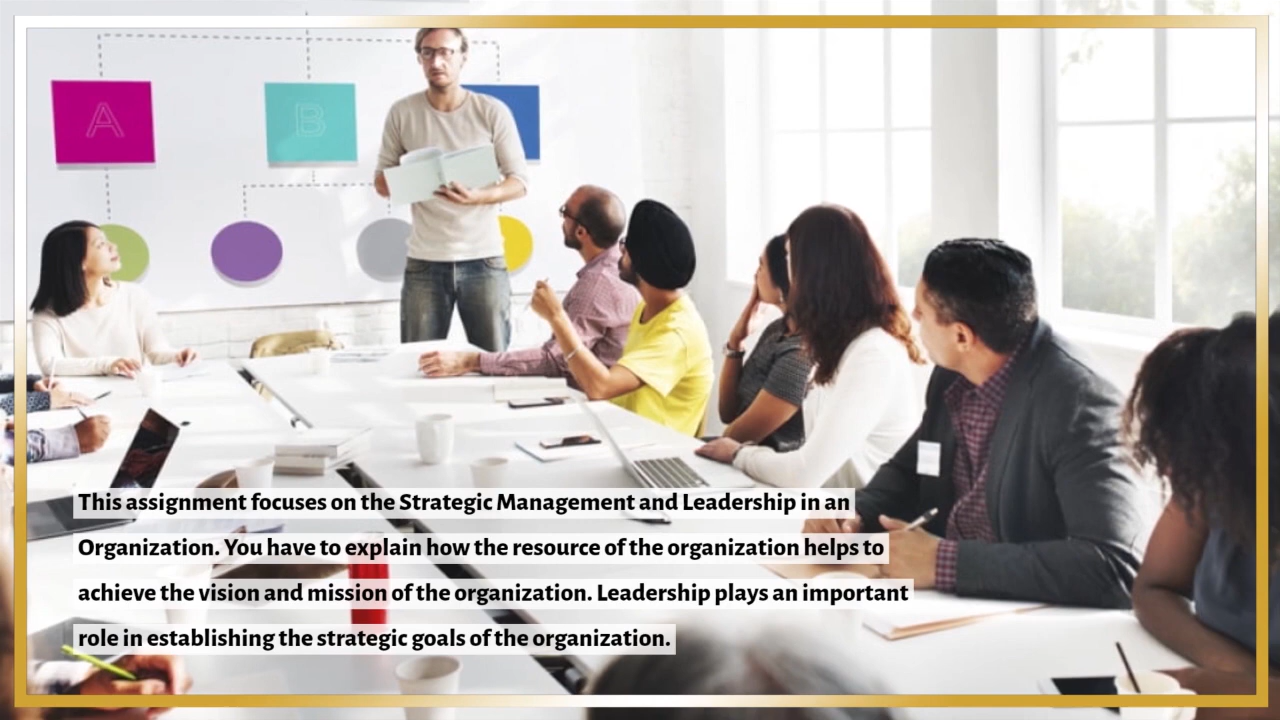 A
B
This assignment focuses on the Strategic Management and Leadership in an
Organization. You have to explain how the resource of the organization helps to
achieve the vision and mission of the organization. Leadership plays an important
role in establishing the strategic goals of the organization.